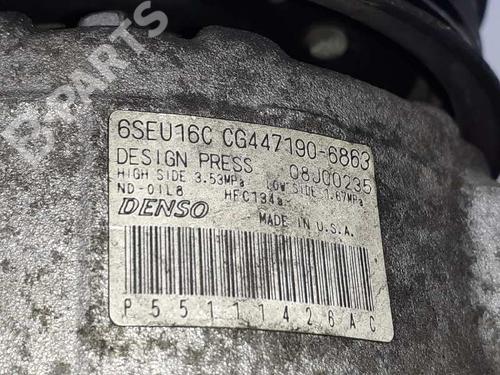 B-PARTS
6SEU16C CG447190-6863
DESIGN PRESS 08J00235
HIGH SIDE 3.53MPa LOW SIDE 1.67MPa
ND-OIL8 HFC134a
DENSO MADE IN U.S.A.
P55111426AC